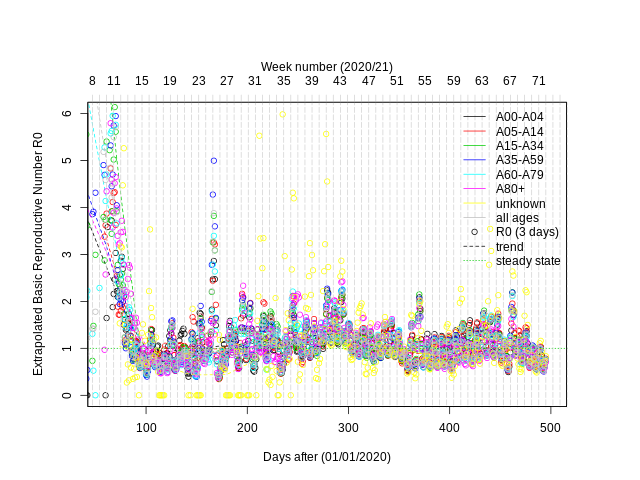 Week number (2020/21)
8 11 15 19 23 27 31 35 39 43 47 51 55 59 63 67 71
Extrapolated Basic Reproductive Number R0
6
5
4
3
2
1
0
A00-A04
A05-A14
A15-A34
A35-A59
A60-A79
A80+
unknown
all ages
R0 (3 days)
trend
steady state
100 200 300 400 500
Days after (01/01/2020)